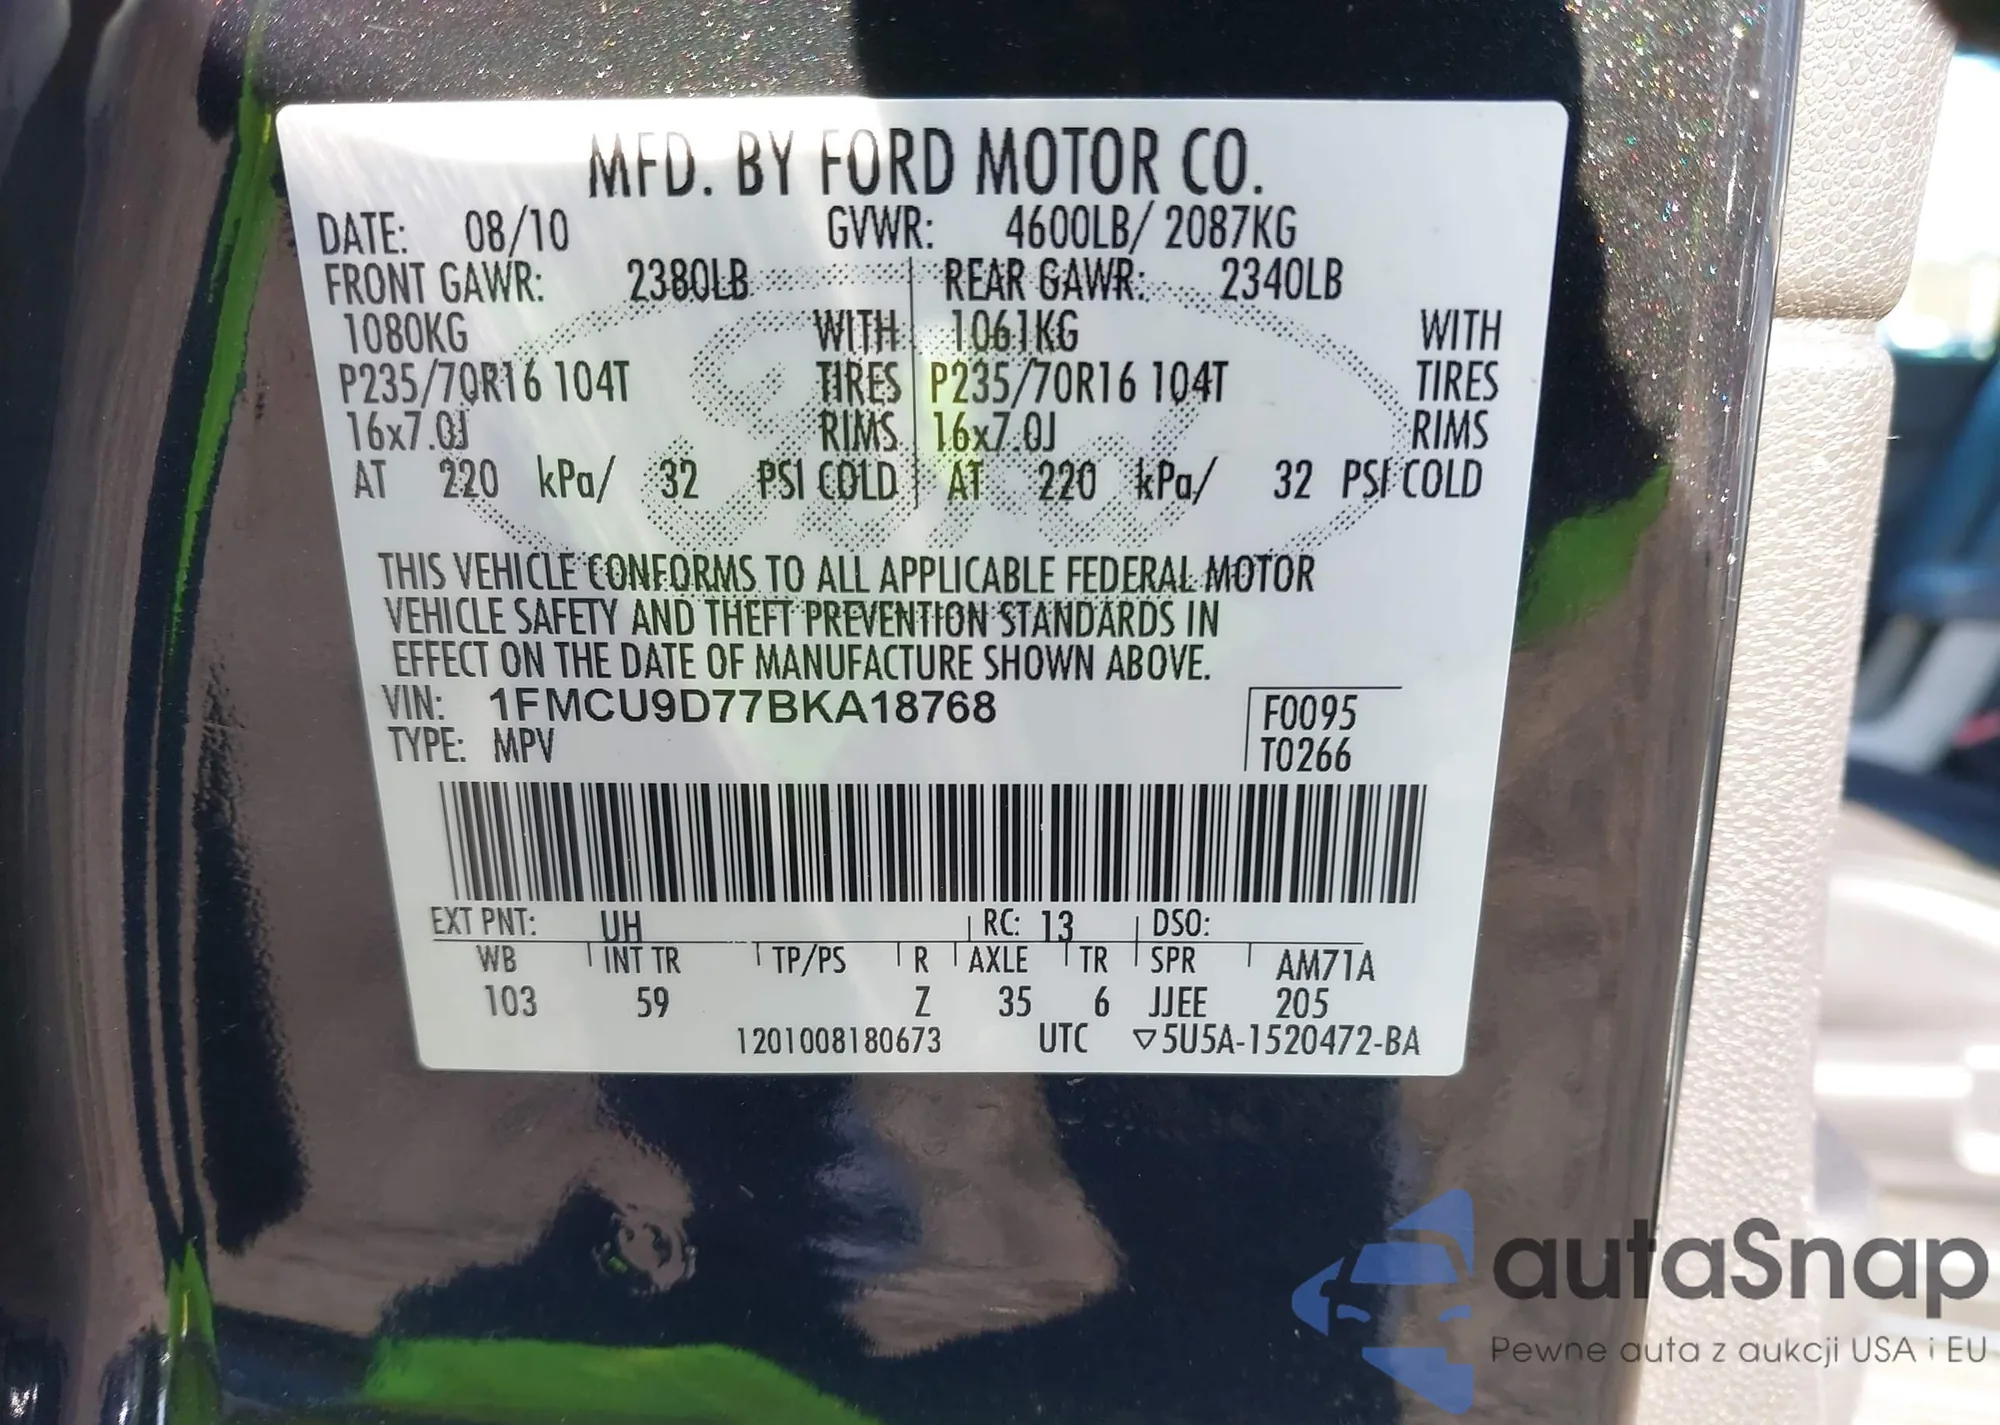 MFD. BY FORD MOTOR CO.
DATE: 08/10 GVWR: 4600LB/ 2087KG
FRONT GAWR: 2380LB REAR GAWR: 2340LB
1080KG WITH 1061KG WITH
P235/70R16 104T TIRES P235/70R16 104T TIRES
16x7.0J RIMS 16x7.0J RIMS
AT 220 kPa/ 32 PSI COLD AT 220 kPa/ 32 PSI COLD
THIS VEHICLE CONFORMS TO ALL APPLICABLE FEDERAL MOTOR
VEHICLE SAFETY AND THEFT PREVENTION STANDARDS IN
EFFECT ON THE DATE OF MANUFACTURE SHOWN ABOVE.
VIN: 1FMCU9D77BKA18768 F0095
TYPE: MPV T0266
EXT PNT: UH RC: 13 DSO:
WB INT TR TP/PS R AXLE TR SPR AM71A
103 59 Z 35 6 JJEE 205
1201008180673 UTC ▽5U5A-1520472-BA
autaSnap
Pewne auta z aukcji USA i EU